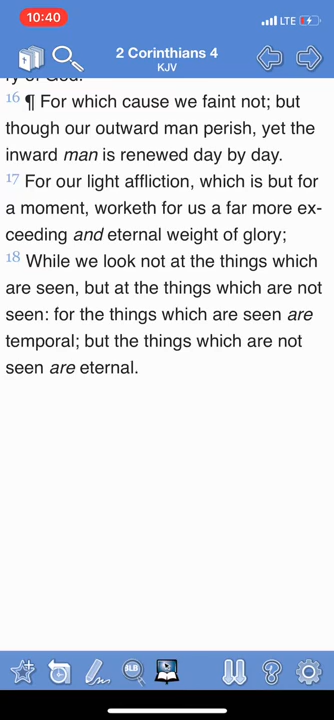 10:40
LTE
2 Corinthians 4
KJV
ry of God.
16 ¶ For which cause we faint not; but
though our outward man perish, yet the
inward man is renewed day by day.
17 For our light affliction, which is but for
a moment, worketh for us a far more ex-
ceeding and eternal weight of glory;
18 While we look not at the things which
are seen, but at the things which are not
seen: for the things which are seen are
temporal; but the things which are not
seen are eternal.
BLB